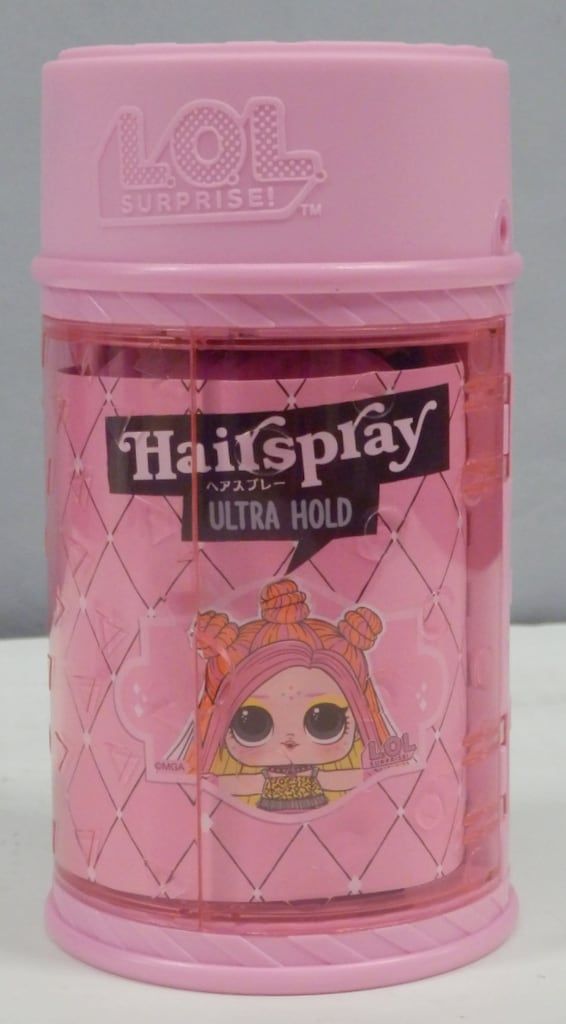 L.O.L.
SURPRISE!
TM
Hairspray
ヘアスプレー
ULTRA HOLD
©MGA
L.O.L.
SURPRISE!